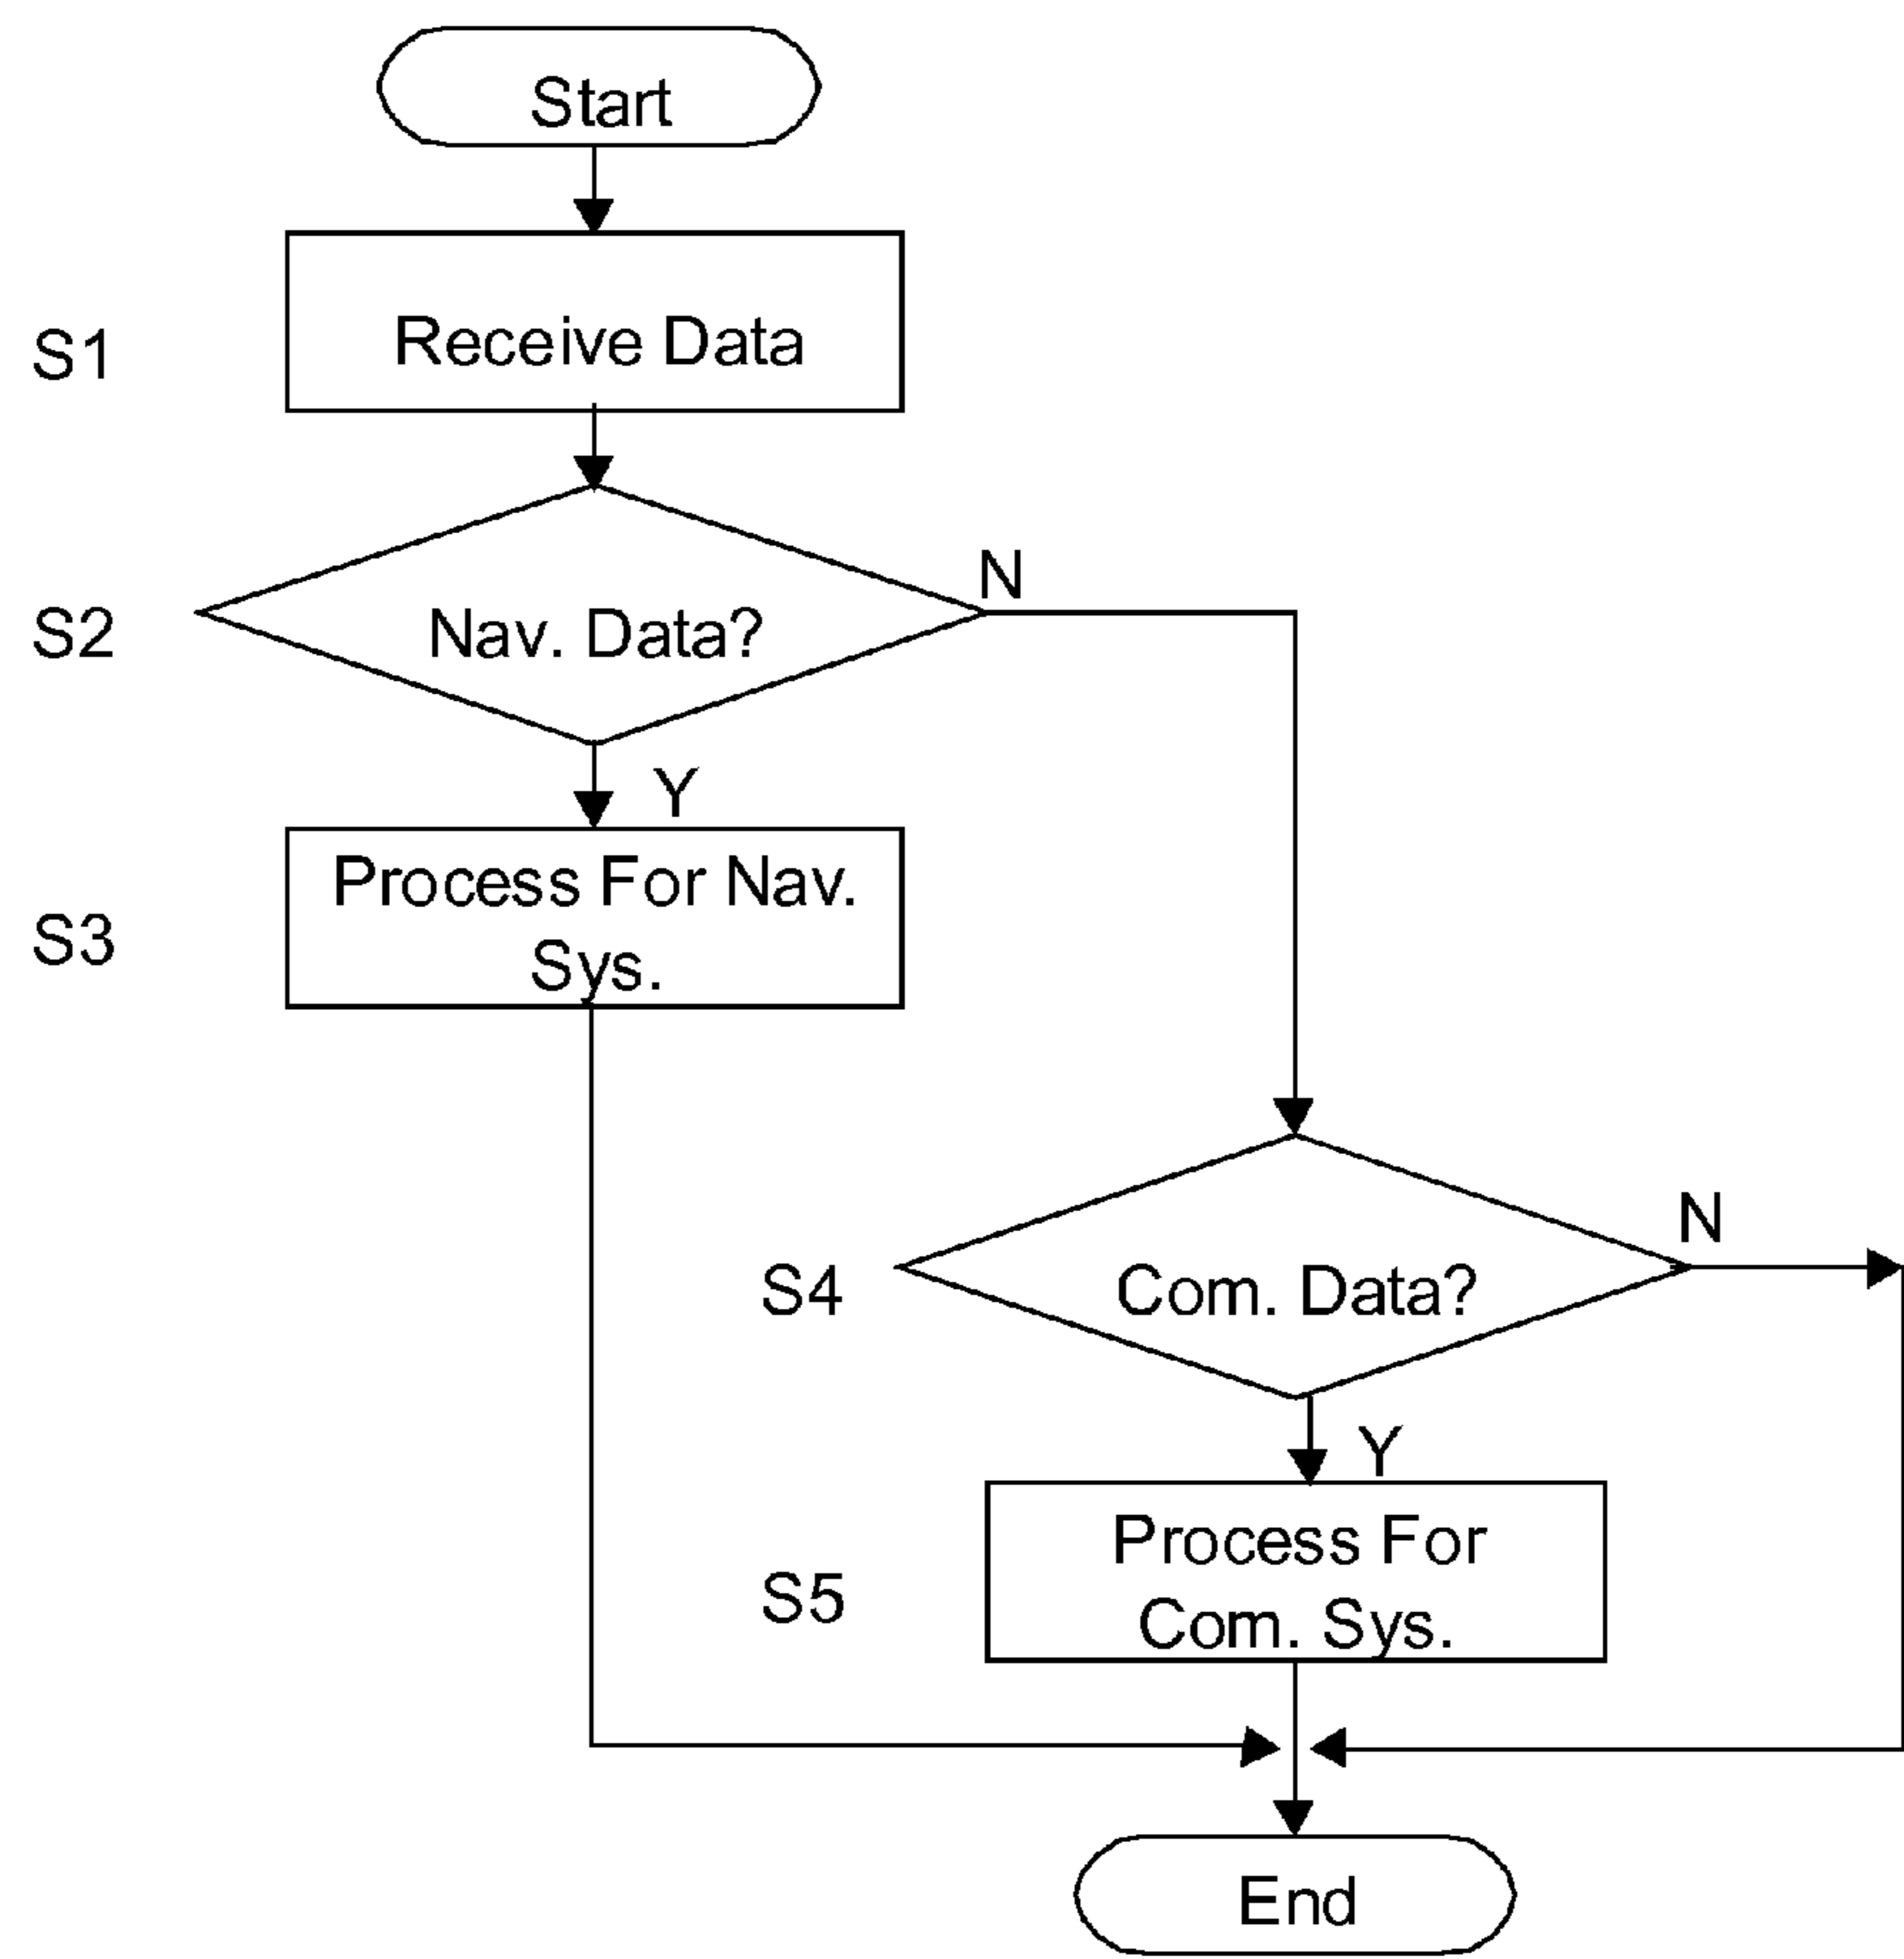 Start
S1
Receive Data
N
S2
Nav. Data?
Y
Process For Nav.
Sys.
S3
N
S4
Com. Data?
Y
Process For
Com. Sys.
S5
End